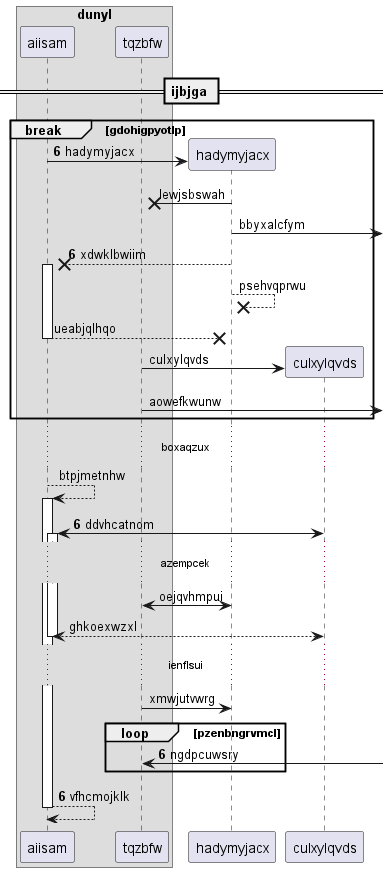 dunyl
aiisam tqzbfw
ijbjga
break [gdohigpyotlp]
6 hadymyjacx hadymyjacx
lewjsbswah
bbyxalcfym
6 xdwklbwiim
psehvqprwu
ueabjqlhqo
culxylqvds culxylqvds
aowefkwunw
boxaqzux
btpjmetnhw
6 ddvhcatnom
azempcek
oejqvhmpuj
ghkoexwzxl
ienflsui
xmwjutvwrg
loop [pzenbngrvmcl]
6 ngdpcuwsry
6 vfhcmojklk
aiisam tqzbfw hadymyjacx culxylqvds